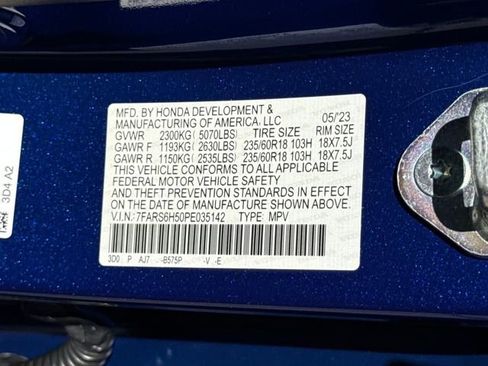 MFD. BY HONDA DEVELOPMENT &
MANUFACTURING OF AMERICA, LLC 05/'23
GVWR 2300KG( 5070LBS) TIRE SIZE RIM SIZE
GAWR F 1193KG( 2630LBS) 235/60R18 103H 18X7.5J
GAWR R 1150KG( 2535LBS) 235/60R18 103H 18X7.5J
THIS VEHICLE CONFORMS TO ALL APPLICABLE
FEDERAL MOTOR VEHICLE SAFETY
AND THEFT PREVENTION STANDARDS IN EFFECT
ON THE DATE OF MANUFACTURE SHOWN ABOVE.
V.I.N.:7FARS6H50PE035142 TYPE: MPV
3D0 P AJ7 -B575P -V -E
3D4 A2